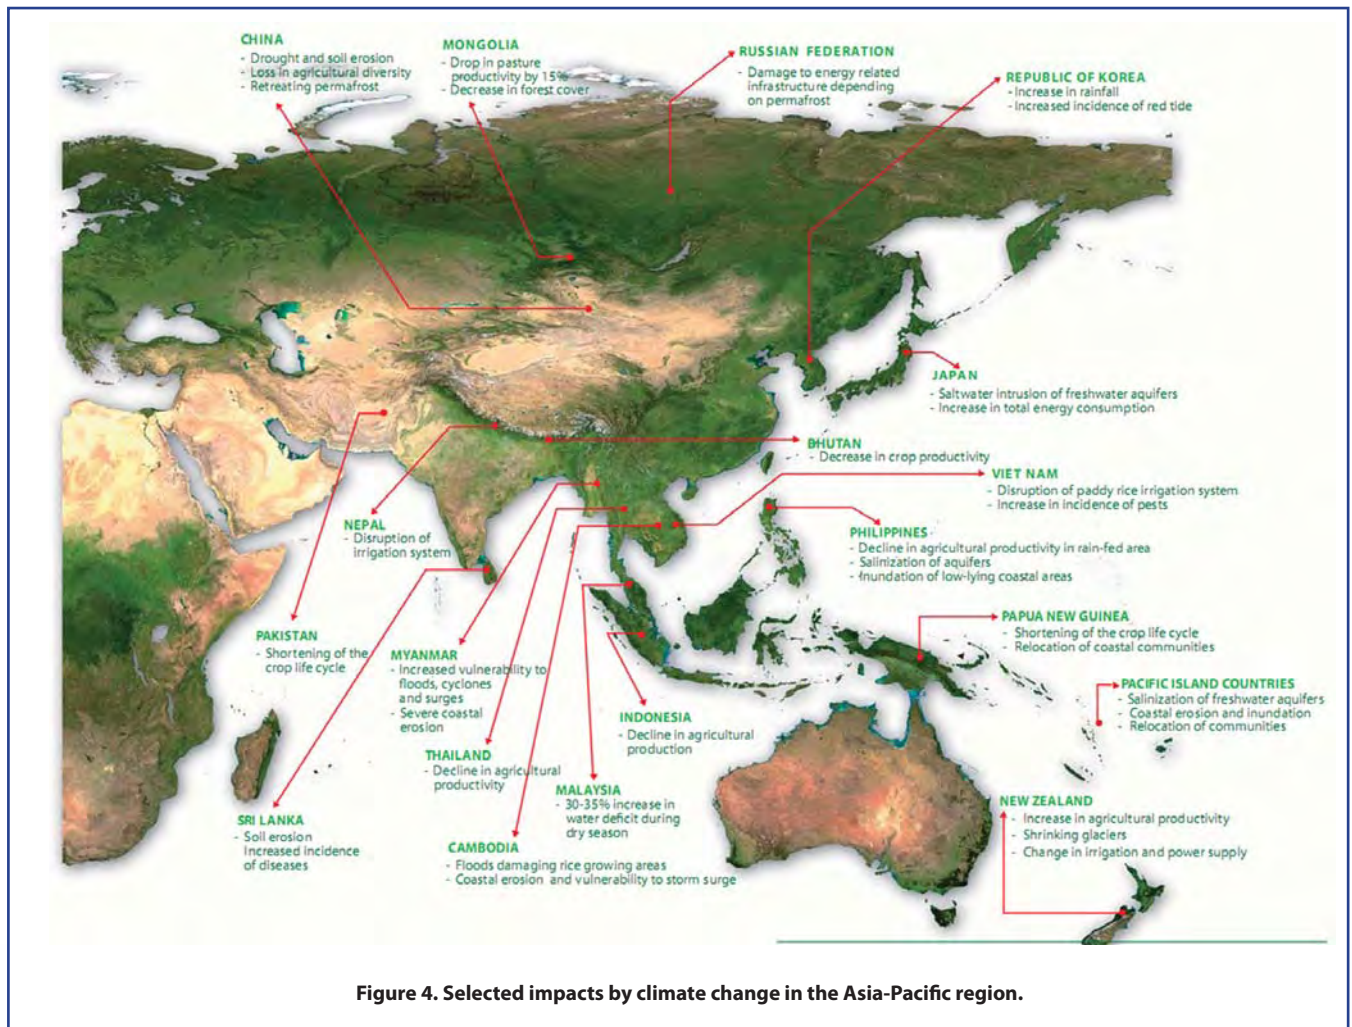 CHINA
- Drought and soil erosion
- Loss in agricultural diversity
- Retreating permafrost
MONGOLIA
- Drop in pasture
productivity by 15%
- Decrease in forest cover
RUSSIAN FEDERATION
- Damage to energy related
infrastructure depending
on permafrost
REPUBLIC OF KOREA
- Increase in rainfall
- Increased incidence of red tide
JAPAN
- Saltwater intrusion of freshwater aquifers
- Increase in total energy consumption
BHUTAN
- Decrease in crop productivity
VIET NAM
- Disruption of paddy rice irrigation system
- Increase in incidence of pests
NEPAL
- Disruption of
irrigation system
PHILIPPINES
- Decline in agricultural productivity in rain-fed area
- Salinization of aquifers
- Inundation of low-lying coastal areas
PAPUA NEW GUINEA
- Shortening of the crop life cycle
- Relocation of coastal communities
PAKISTAN
- Shortening of the
crop life cycle
MYANMAR
- Increased vulnerability to
floods, cyclones
and surges
- Severe coastal
erosion
PACIFIC ISLAND COUNTRIES
- Salinization of freshwater aquifers
- Coastal erosion and inundation
- Relocation of communities
INDONESIA
- Decline in agricultural
production
THAILAND
- Decline in agricultural
productivity
MALAYSIA
- 30-35% increase in
water deficit during
dry season
NEW ZEALAND
- Increase in agricultural productivity
- Shrinking glaciers
- Change in irrigation and power supply
SRI LANKA
- Soil erosion
Increased incidence
of diseases
CAMBODIA
- Floods damaging rice growing areas
- Coastal erosion and vulnerability to storm surge
Figure 4. Selected impacts by climate change in the Asia-Pacific region.